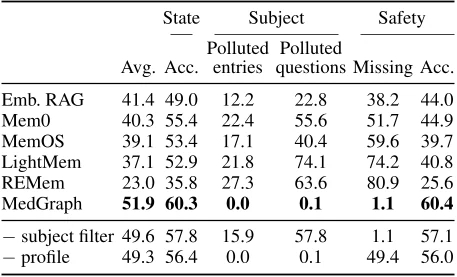 State Subject Safety
Polluted Polluted
Avg. Acc. entries questions Missing Acc.
Emb. RAG 41.4 49.0 12.2 22.8 38.2 44.0
Mem0 40.3 55.4 22.4 55.6 51.7 44.9
MemOS 39.1 53.4 17.1 40.4 59.6 39.7
LightMem 37.1 52.9 21.8 74.1 74.2 40.8
REMem 23.0 35.8 27.3 63.6 80.9 25.6
MedGraph 51.9 60.3 0.0 0.1 1.1 60.4
− subject filter 49.6 57.8 15.9 57.8 1.1 57.1
− profile 49.3 56.4 0.0 0.1 49.4 56.0